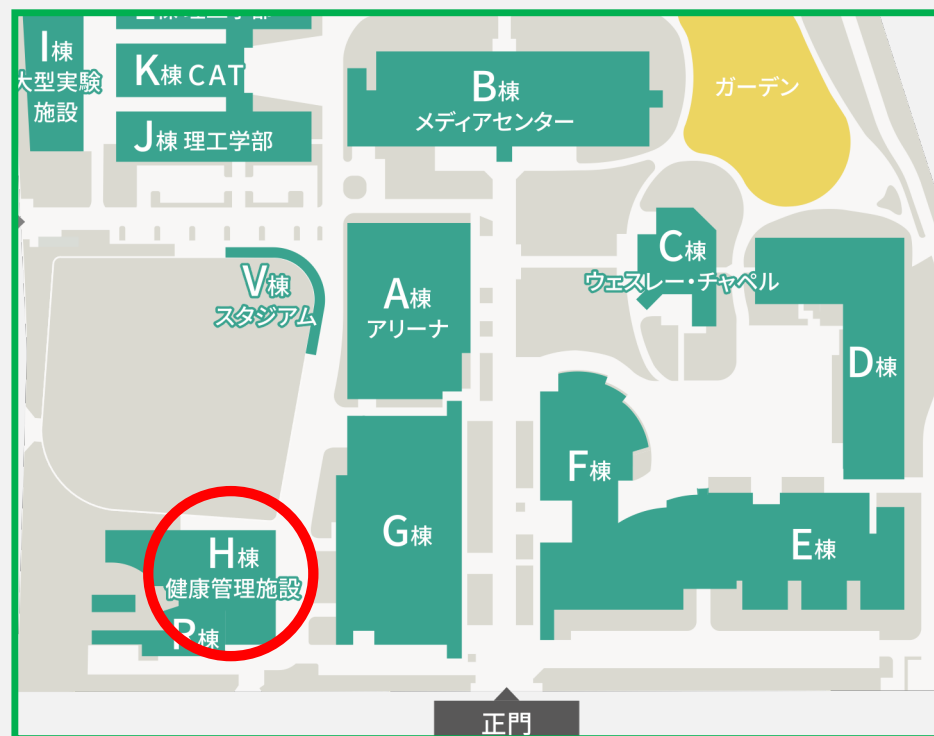 I棟
大型実験
施設
K棟 CAT
J棟 理工学部
B棟
メディアセンター
ガーデン
V棟
スタジアム
A棟
アリーナ
C棟
ウェスレー・チャペル
D棟
F棟
G棟
E棟
H棟
健康管理施設
P棟
正門